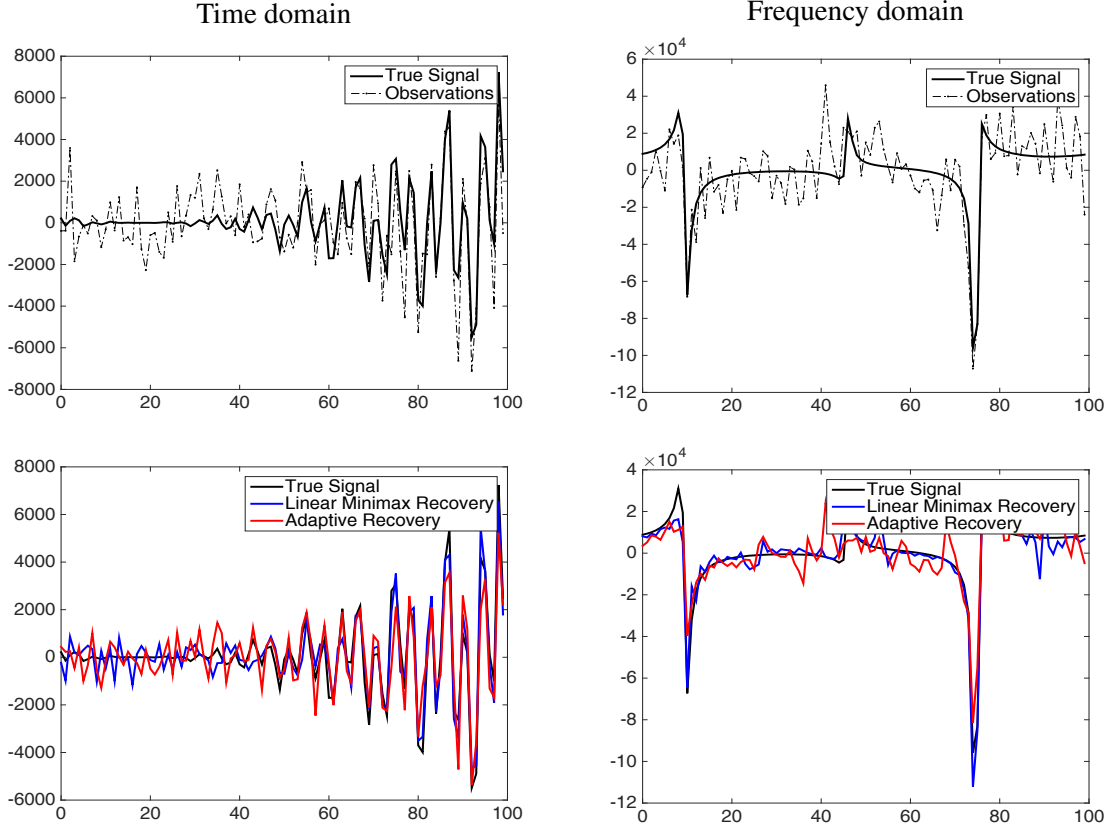 Time domain
Frequency domain
8000
6000
4000
2000
0
-2000
-4000
-6000
-8000
0 20 40 60 80 100
True Signal
Observations
×10^4
6
4
2
0
-2
-4
-6
-8
-10
-12
0 20 40 60 80 100
True Signal
Observations
8000
6000
4000
2000
0
-2000
-4000
-6000
0 20 40 60 80 100
True Signal
Linear Minimax Recovery
Adaptive Recovery
×10^4
4
2
0
-2
-4
-6
-8
-10
-12
0 20 40 60 80 100
True Signal
Linear Minimax Recovery
Adaptive Recovery